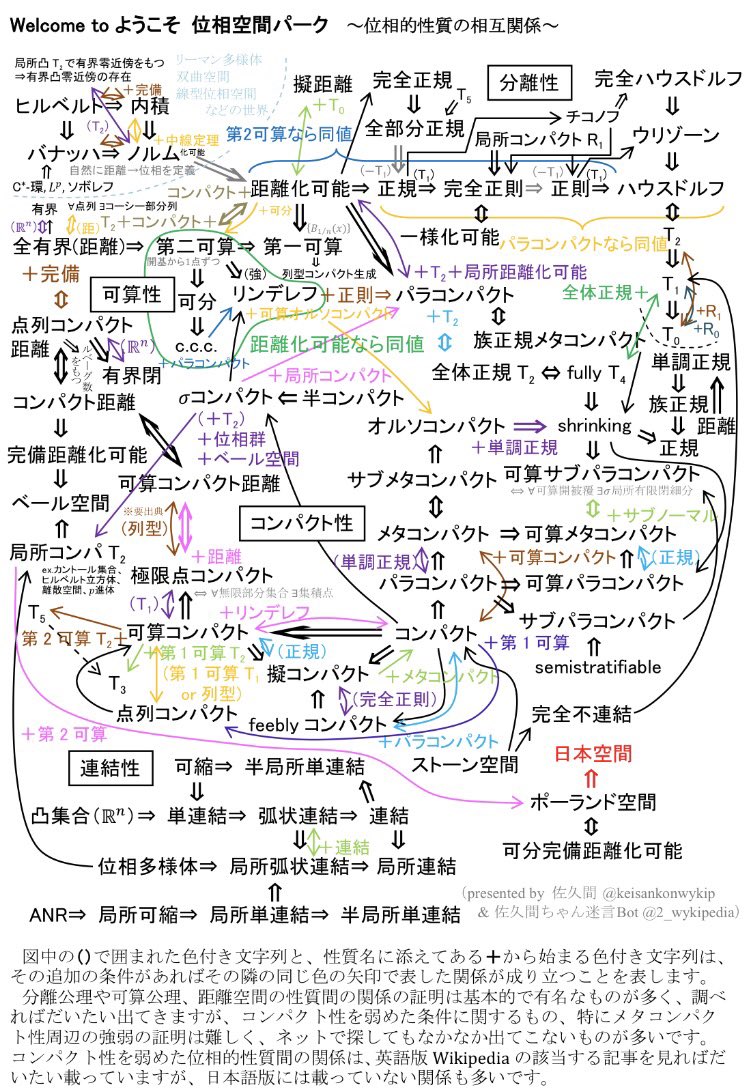 Welcome to ようこそ 位相空間パーク ～位相的性質の相互関係～
局所凸 T₂で有界零近傍をもつ
⇒有界凸零近傍の存在
リーマン多様体
双曲空間
線型位相空間
などの世界
擬距離
完全正規
分離性
完全ハウスドルフ
+完備
ヒルベルト⇒ 内積
+T₀
T₅
チコノフ
全部分正規
ウリゾーン
(T₂)
+中線定理
第2可算なら同値
局所コンパクト R₁
バナッハ⇒ ノルム化可能
自然に距離→位相を定義
(−T₁)
(T₁)
(−T₁)
(T₁)
C*-環, Lᵖ, ソボレフ
コンパクト+
距離化可能⇒ 正規⇒ 完全正則⇒ 正則⇒ ハウスドルフ
有界
∀点列∃コーシー部分列
+可分
(ℝⁿ)
(距)
T₂+コンパクト+
{B₁/ₙ(x)}
一様化可能
パラコンパクトなら同値
T₂
全有界(距離)⇒ 第二可算⇒ 第一可算
開基から1点ずつ
+T₂+局所距離化可能
+完備
可算性
(強)
列型コンパクト生成
T₁
可分
リンデレフ
+正則⇒ パラコンパクト
全体正規+
+R₁
点列コンパクト
+可算オルソコンパクト
+T₂
T₀
+R₀
距離
(ℝⁿ)
c.c.c.
距離化可能なら同値
族正規メタコンパクト
ルベーグ数をもつ
有界閉
+パラコンパクト
単調正規
+局所コンパクト
全体正規 T₂ ⇔ fully T₄
コンパクト距離
σコンパクト ⇐ 半コンパクト
族正規
距離
(+T₂)
+位相群
+ベール空間
オルソコンパクト
⇒
shrinking
+単調正規
正規
完備距離化可能
可算コンパクト距離
サブメタコンパクト
可算サブパラコンパクト
⇔ ∀可算開被覆∃σ局所有限閉細分
ベール空間
※要出典
(列型)
コンパクト性
+サブノーマル
メタコンパクト ⇒可算メタコンパクト
局所コンパ T₂
ex.カントール集合、
ヒルベルト立方体、
離散空間、p進体
+距離
(単調正規)
+可算コンパクト
(正規)
極限点コンパクト
⇔ ∀無限部分集合∃集積点
パラコンパクト⇒ 可算パラコンパクト
(T₁)
+リンデレフ
T₅
第2可算 T₂+
可算コンパクト
コンパクト
サブパラコンパクト
+第1可算
+第1可算 T₂
(正規)
T₃
(第1可算T₁
or 列型)
擬コンパクト
+メタコンパクト
semistratifiable
(完全正則)
点列コンパクト
feebly コンパクト
完全不連結
+第2可算
+パラコンパクト
ストーン空間
日本空間
連結性
可縮⇒ 半局所単連結
ポーランド空間
凸集合(ℝⁿ)⇒ 単連結⇒ 弧状連結⇒ 連結
+連結
可分完備距離化可能
位相多様体⇒ 局所弧状連結⇒ 局所連結
(presented by 佐久間 @keisankonwykip
& 佐久間ちゃん迷言Bot @2_wykipedia)
ANR⇒ 局所可縮⇒ 局所単連結⇒ 半局所単連結
図中の()で囲まれた色付き文字列と、性質名に添えてある＋から始まる色付き文字列は、
その追加の条件があればその隣の同じ色の矢印で表した関係が成り立つことを表します。
分離公理や可算公理、距離空間の性質間の関係の証明は基本的で有名なものが多く、調べ
ればだいたい出てきますが、コンパクト性を弱めた条件に関するもの、特にメタコンパク
ト性周辺の強弱の証明は難しく、ネットで探してもなかなか出てこないものが多いです。
コンパクト性を弱めた位相的性質間の関係は、英語版 Wikipedia の該当する記事を見ればだ
いたい載っていますが、日本語版には載っていない関係も多いです。